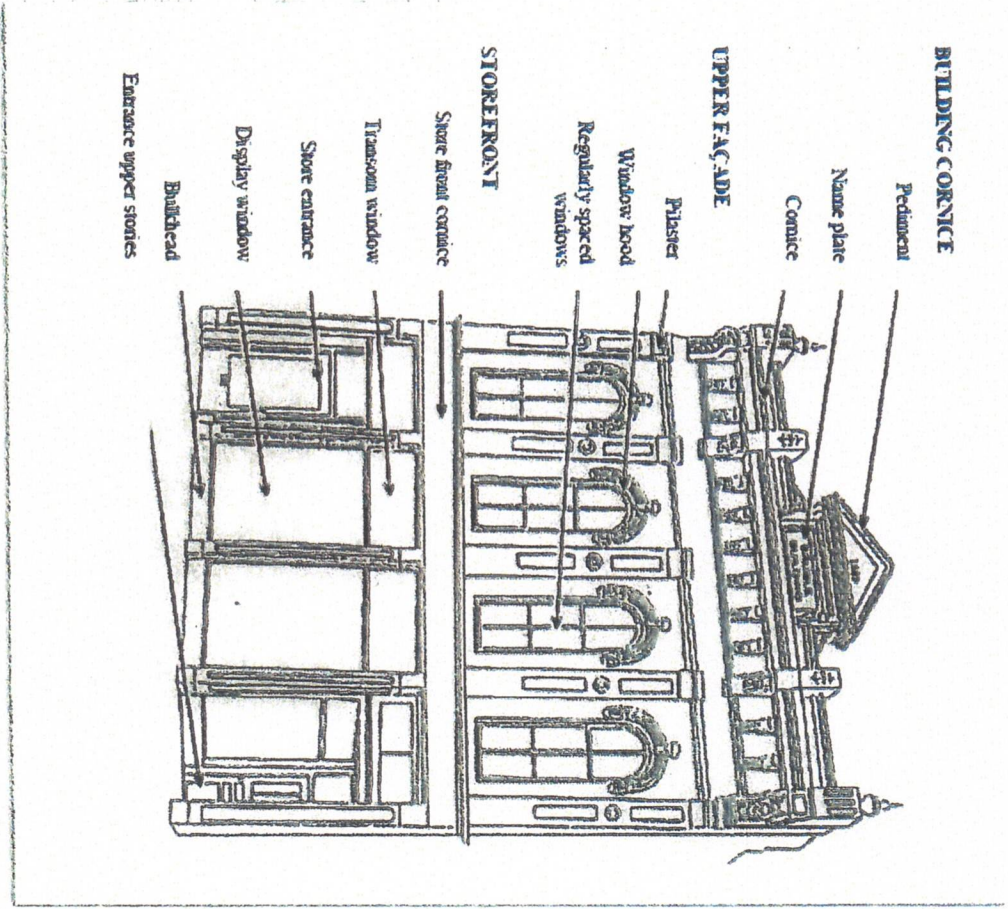 BUILDING CORNICE
Pediment
Name plate
Cornice
UPPER FAÇADE
Pilaster
Window hood
Regularly spaced
windows
STOREFRONT
Store front cornice
Transom window
Store entrance
Display window
Bulkhead
Entrance upper stories